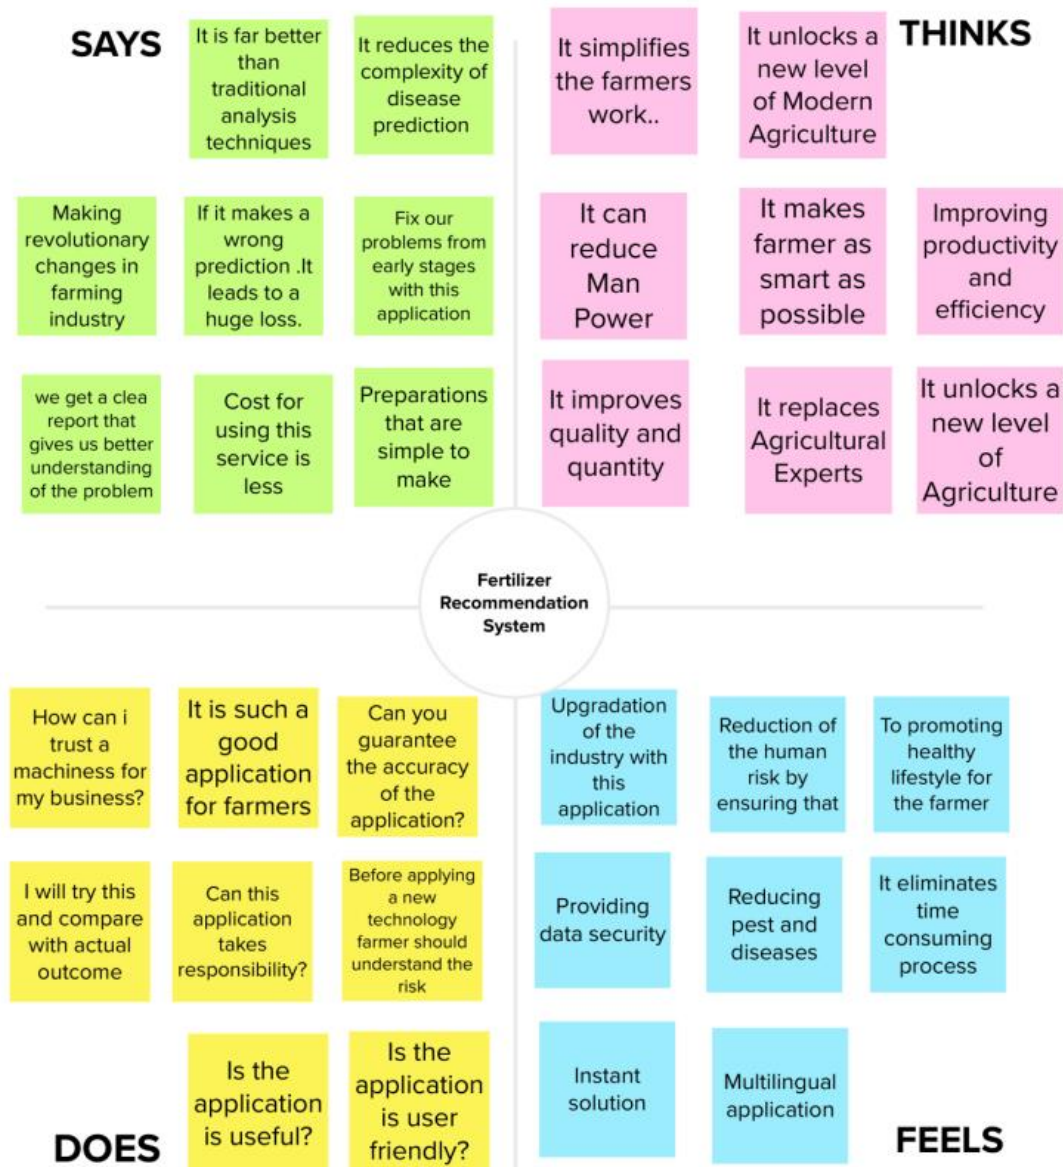 SAYS
It is far better
than
traditional
analysis
techniques
It reduces the
complexity of
disease
prediction
Making
revolutionary
changes in
farming
industry
If it makes a
wrong
prediction .It
leads to a
huge loss.
Fix our
problems from
early stages
with this
application
we get a clea
report that
gives us better
understanding
of the problem
Cost for
using this
service is
less
Preparations
that are
simple to
make
THINKS
It simplifies
the farmers
work..
It unlocks a
new level
of Modern
Agriculture
It can
reduce
Man
Power
It makes
farmer as
smart as
possible
Improving
productivity
and
efficiency
It improves
quality and
quantity
It replaces
Agricultural
Experts
It unlocks a
new level
of
Agriculture
Fertilizer
Recommendation
System
How can i
trust a
machiness for
my business?
It is such a
good
application
for farmers
Can you
guarantee
the accuracy
of the
application?
I will try this
and compare
with actual
outcome
Can this
application
takes
responsibility?
Before applying
a new
technology
farmer should
understand the
risk
Is the
application
is useful?
Is the
application
is user
friendly?
DOES
Upgradation
of the
industry with
this
application
Reduction of
the human
risk by
ensuring that
To promoting
healthy
lifestyle for
the farmer
Providing
data security
Reducing
pest and
diseases
It eliminates
time
consuming
process
Instant
solution
Multilingual
application
FEELS